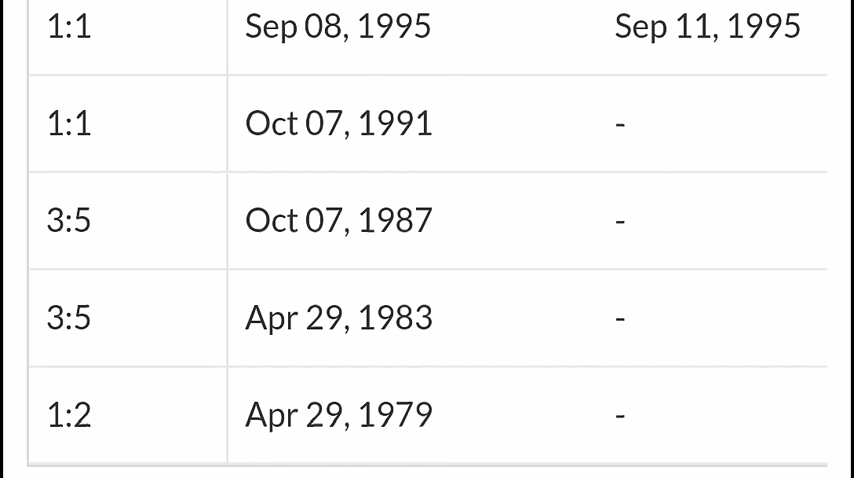 1:1 Sep 08, 1995 Sep 11, 1995
1:1 Oct 07, 1991 -
3:5 Oct 07, 1987 -
3:5 Apr 29, 1983 -
1:2 Apr 29, 1979 -